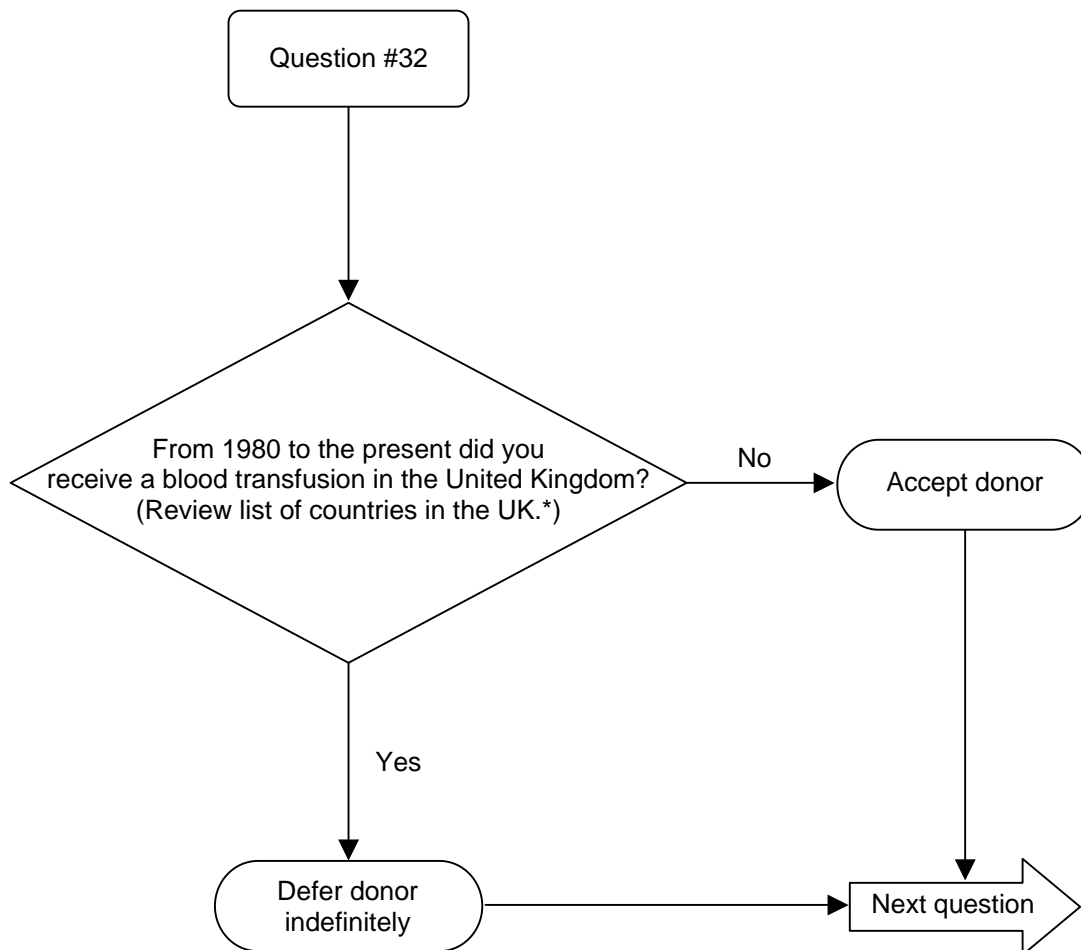 Question #32
From 1980 to the present did you
receive a blood transfusion in the United Kingdom?
(Review list of countries in the UK.*)
No
Accept donor
Yes
Defer donor
indefinitely
Next question